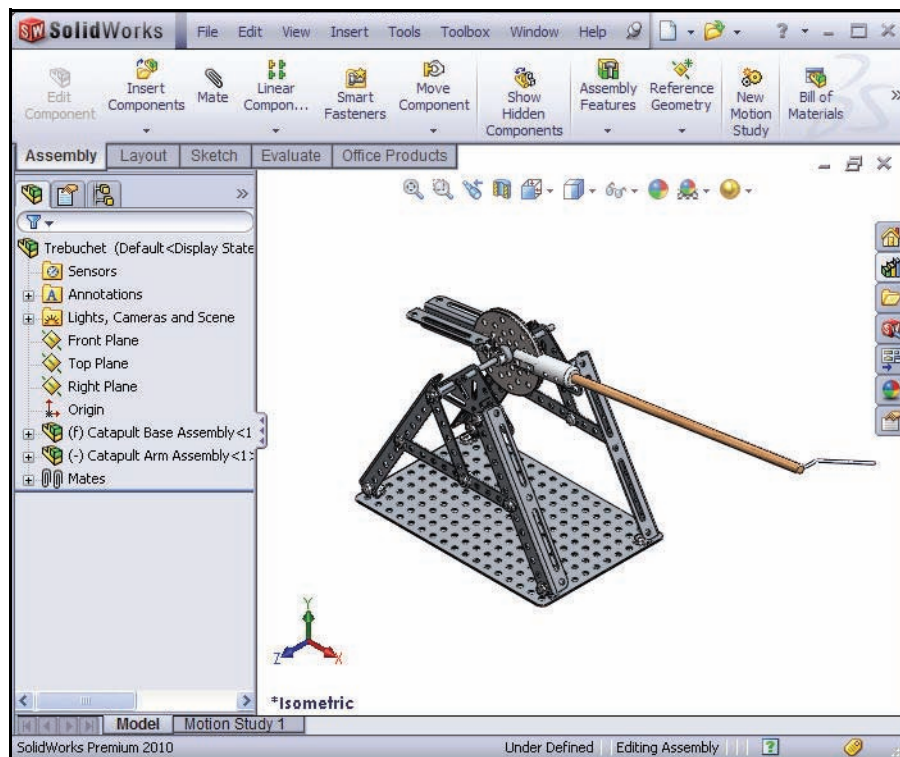 SolidWorks File Edit View Insert Tools Toolbox Window Help ?
Edit Component
Insert Components
Mate
Linear Compon...
Smart Fasteners
Move Component
Show Hidden Components
Assembly Features
Reference Geometry
New Motion Study
Bill of Materials
Assembly Layout Sketch Evaluate Office Products
Trebuchet (Default<Display State
Sensors
A Annotations
Lights, Cameras and Scene
Front Plane
Top Plane
Right Plane
Origin
(f) Catapult Base Assembly<1
(-) Catapult Arm Assembly<1>
Mates
Y
Z X
*Isometric
Model Motion Study 1
SolidWorks Premium 2010 Under Defined Editing Assembly ?